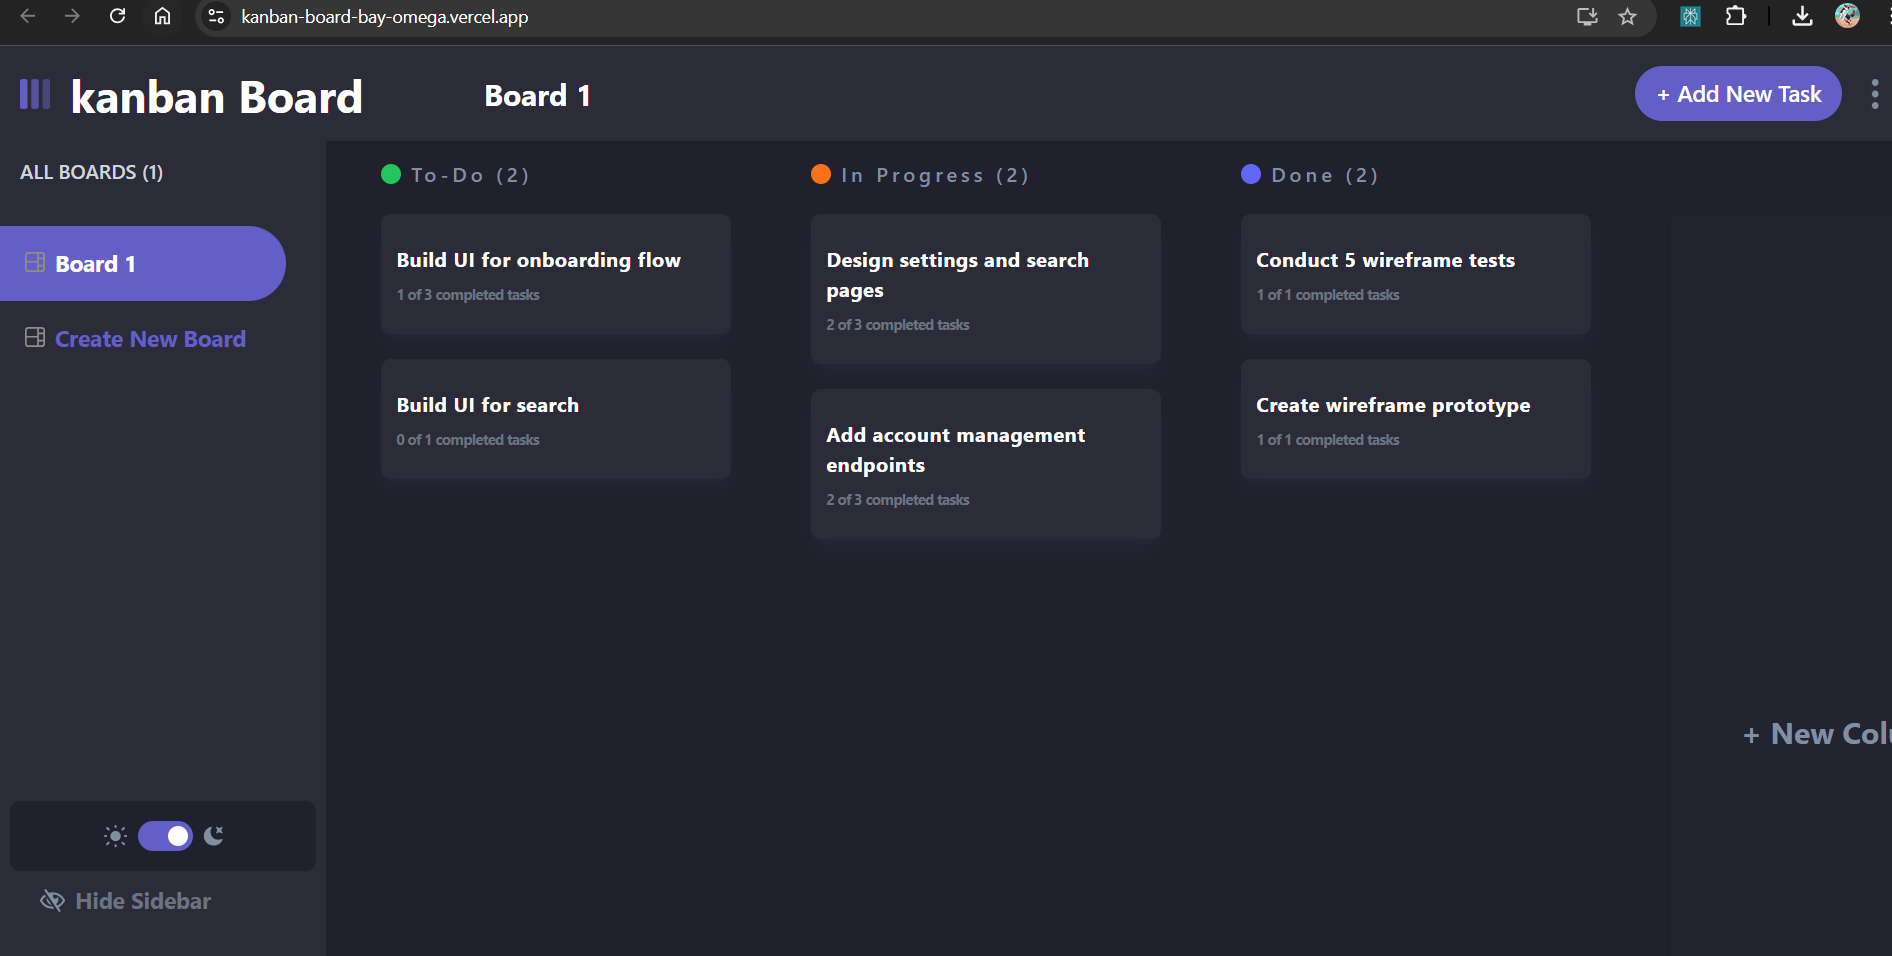 kanban-board-bay-omega.vercel.app
kanban Board
Board 1
+ Add New Task
ALL BOARDS (1)
Board 1
Create New Board
To-Do (2)
Build UI for onboarding flow
1 of 3 completed tasks
Build UI for search
0 of 1 completed tasks
In Progress (2)
Design settings and search
pages
2 of 3 completed tasks
Add account management
endpoints
2 of 3 completed tasks
Done (2)
Conduct 5 wireframe tests
1 of 1 completed tasks
Create wireframe prototype
1 of 1 completed tasks
+ New Colu
Hide Sidebar